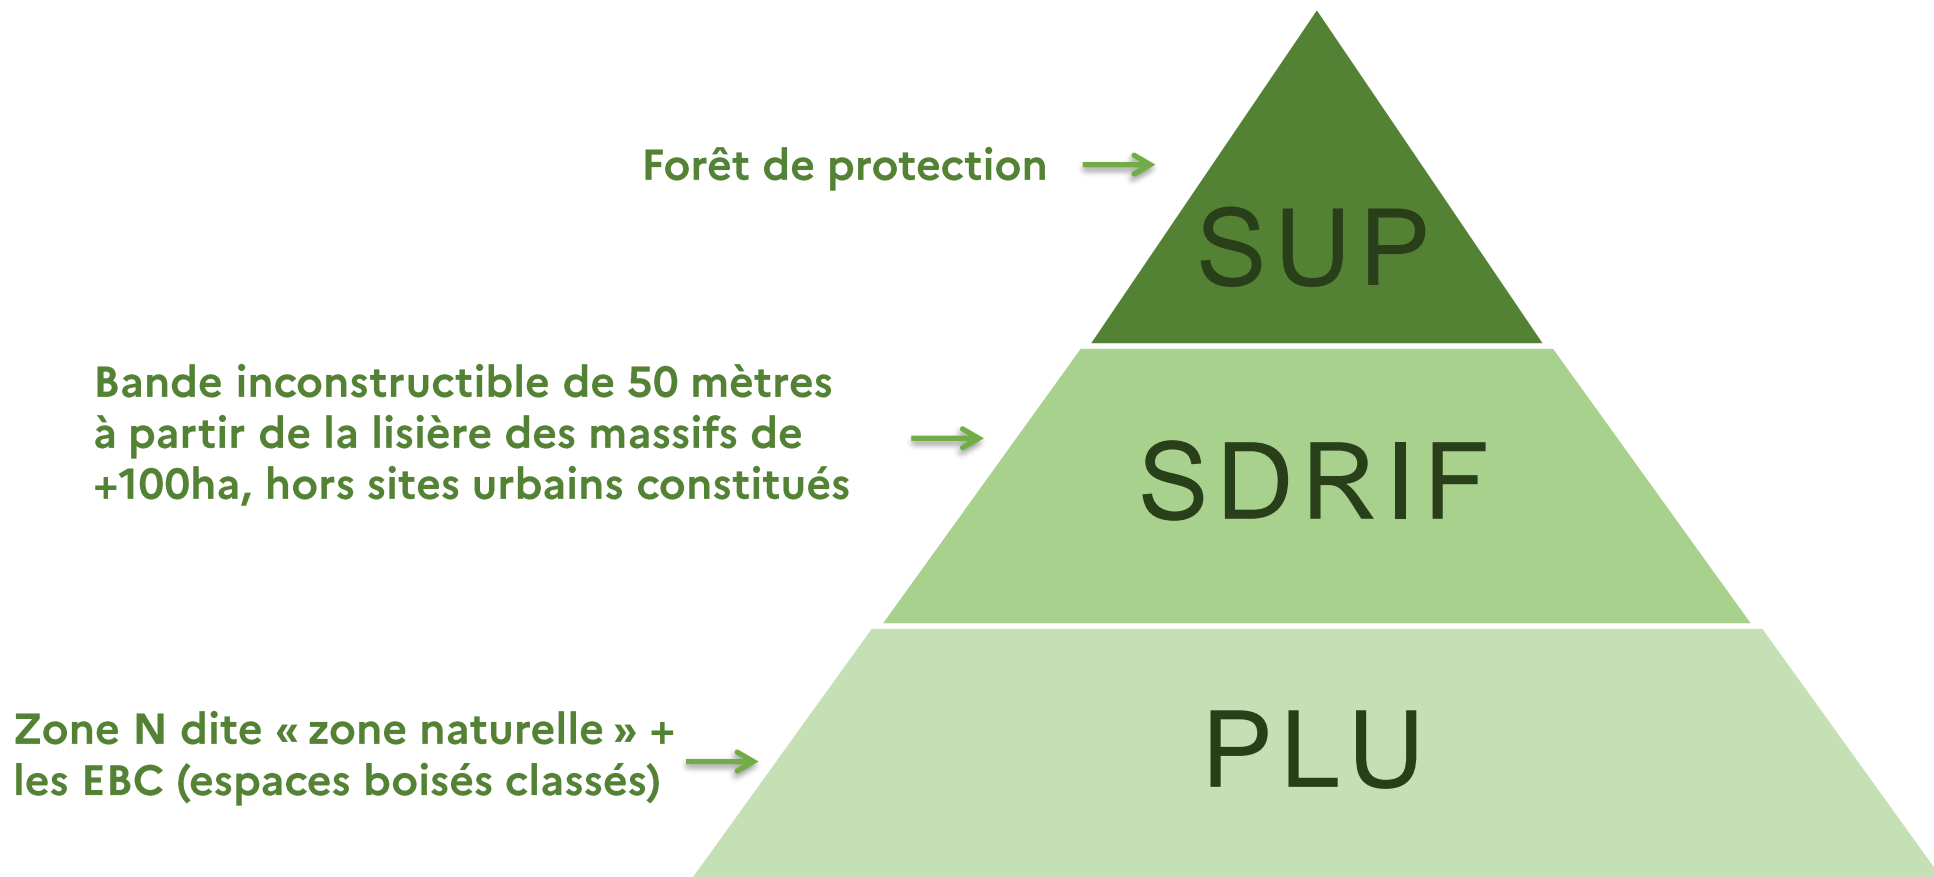 Forêt de protection
SUP
Bande inconstructible de 50 mètres
à partir de la lisière des massifs de
+100ha, hors sites urbains constitués
SDRIF
Zone N dite « zone naturelle » +
les EBC (espaces boisés classés)
PLU